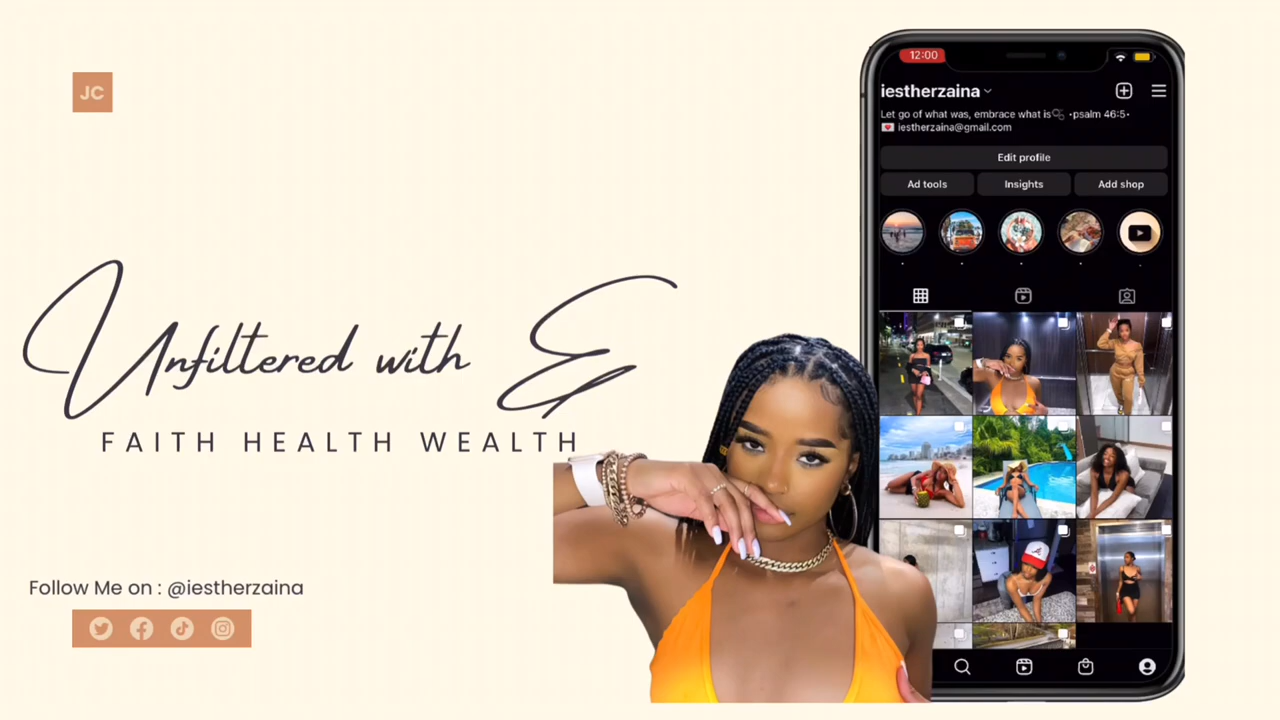 JC
Unfiltered with E
FAITH HEALTH WEALTH
Follow Me on : @iestherzaina
12:00
iestherzaina
Let go of what was, embrace what is •psalm 46:5•
iestherzaina@gmail.com
Edit profile
Ad tools Insights Add shop